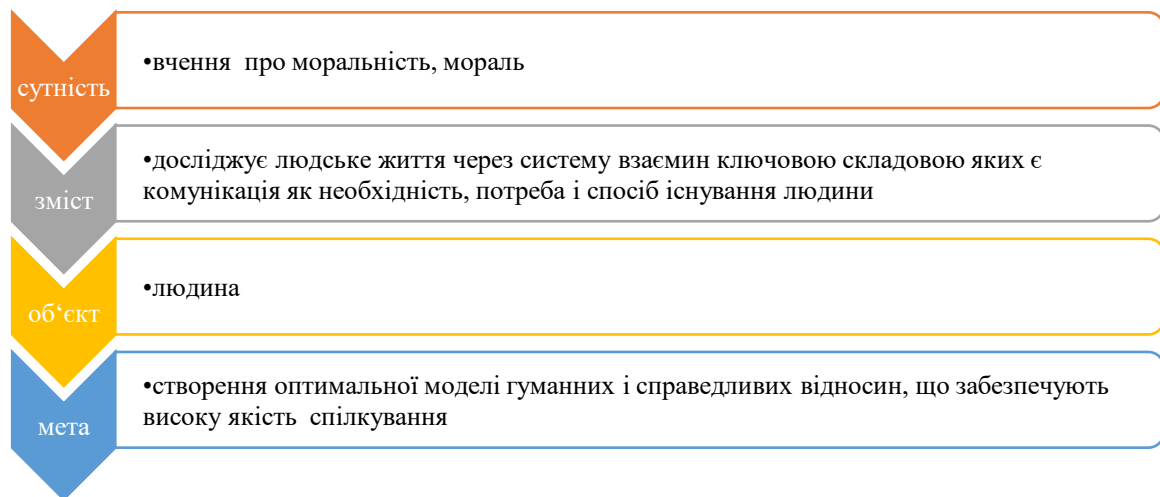 сутність
•вчення  про моральність, мораль
зміст
•досліджує людське життя через систему взаємин ключовою складовою яких є
комунікація як необхідність, потреба і спосіб існування людини
об‘єкт
•людина
мета
•створення оптимальної моделі гуманних і справедливих відносин, що забезпечують
високу якість  спілкування